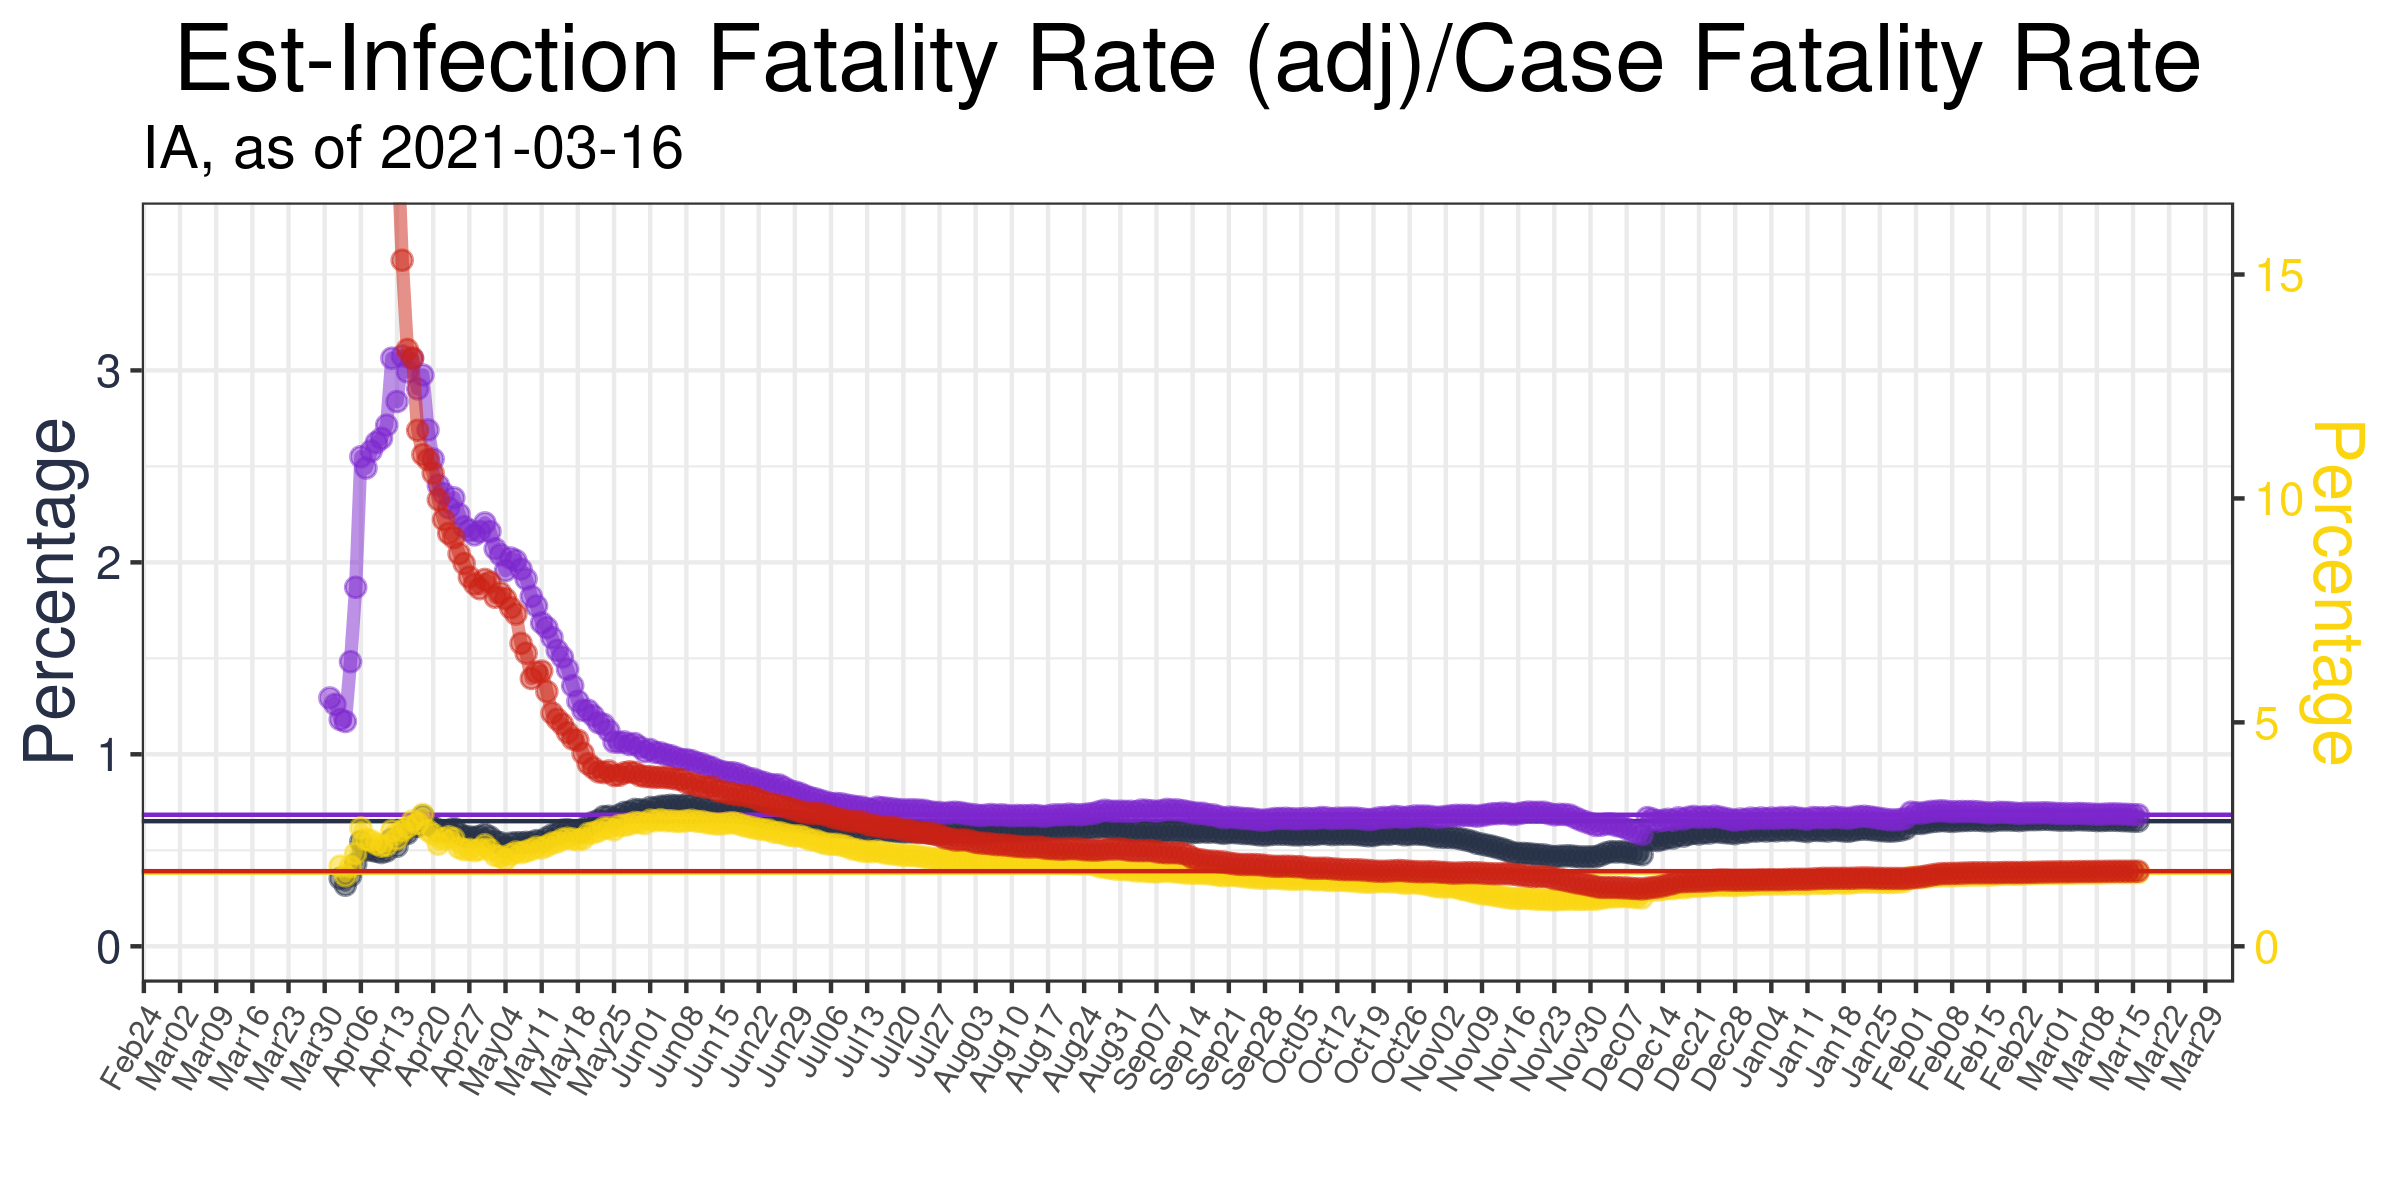 Est-Infection Fatality Rate (adj)/Case Fatality Rate
IA, as of 2021-03-16
Percentage
3
2
1
0
15
10
5
0
Percentage
Feb24
Mar02
Mar09
Mar16
Mar23
Mar30
Apr06
Apr13
Apr20
Apr27
May04
May11
May18
May25
Jun01
Jun08
Jun15
Jun22
Jun29
Jul06
Jul13
Jul20
Jul27
Aug03
Aug10
Aug17
Aug24
Aug31
Sep07
Sep14
Sep21
Sep28
Oct05
Oct12
Oct19
Oct26
Nov02
Nov09
Nov16
Nov23
Nov30
Dec07
Dec14
Dec21
Dec28
Jan04
Jan11
Jan18
Jan25
Feb01
Feb08
Feb15
Feb22
Mar01
Mar08
Mar15
Mar22
Mar29